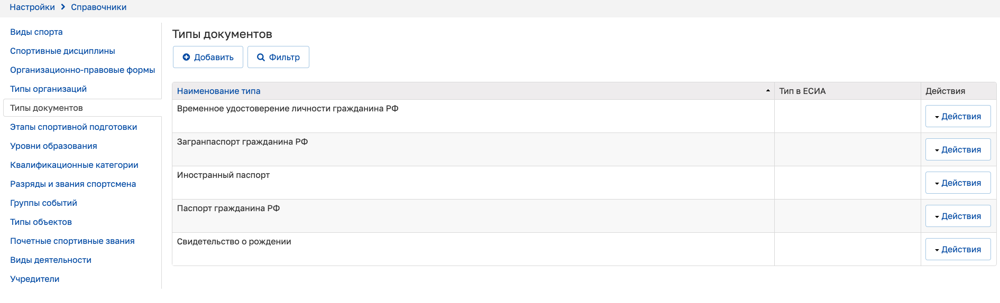 Настройки Справочники
Виды спорта
Спортивные дисциплины
Организационно-правовые формы
Типы организаций
Типы документов
Этапы спортивной подготовки
Уровни образования
Квалификационные категории
Разряды и звания спортсмена
Группы событий
Типы объектов
Почетные спортивные звания
Виды деятельности
Учредители
Типы документов
Добавить Фильтр
Наименование типа Тип в ЕСИА Действия
Временное удостоверение личности гражданина РФ Действия
Загранпаспорт гражданина РФ Действия
Иностранный паспорт Действия
Паспорт гражданина РФ Действия
Свидетельство о рождении Действия